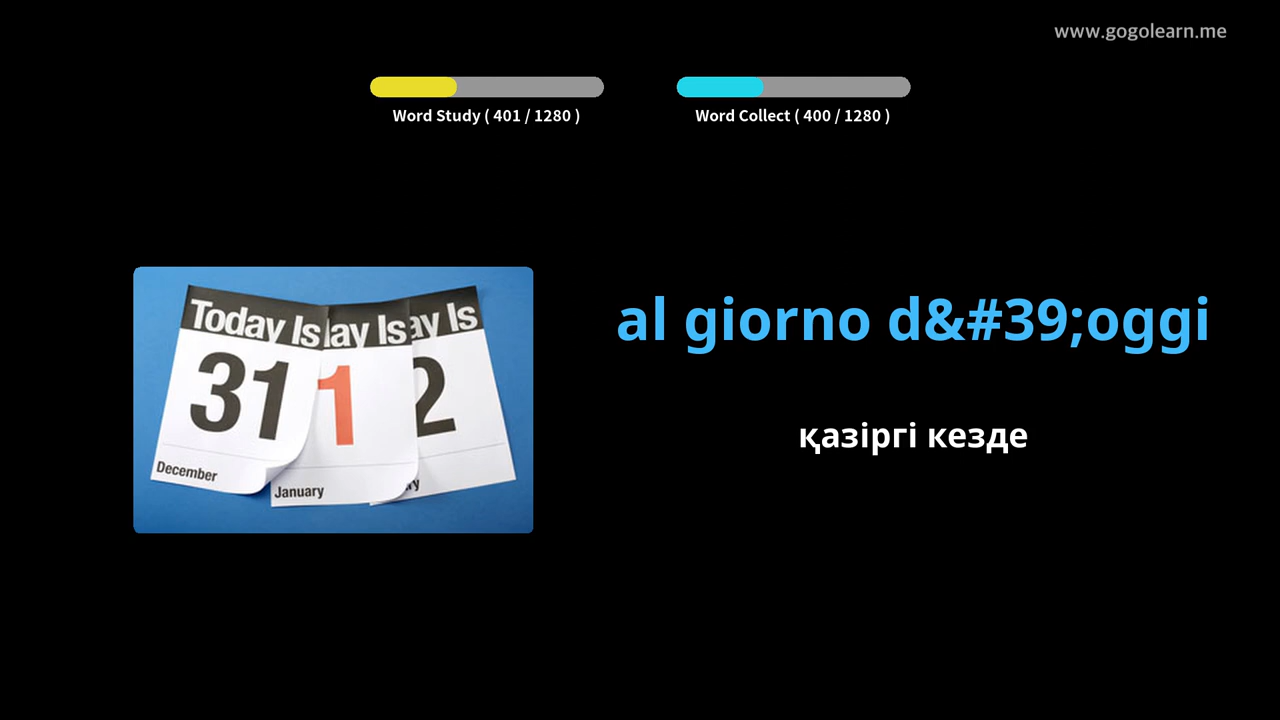 www.gogolearn.me
Word Study ( 401 / 1280 )
Word Collect ( 400 / 1280 )
Today Is
ay Is
ay Is
31
1
2
December
January
ry
al giorno d&#39;oggi
қазіргі кезде